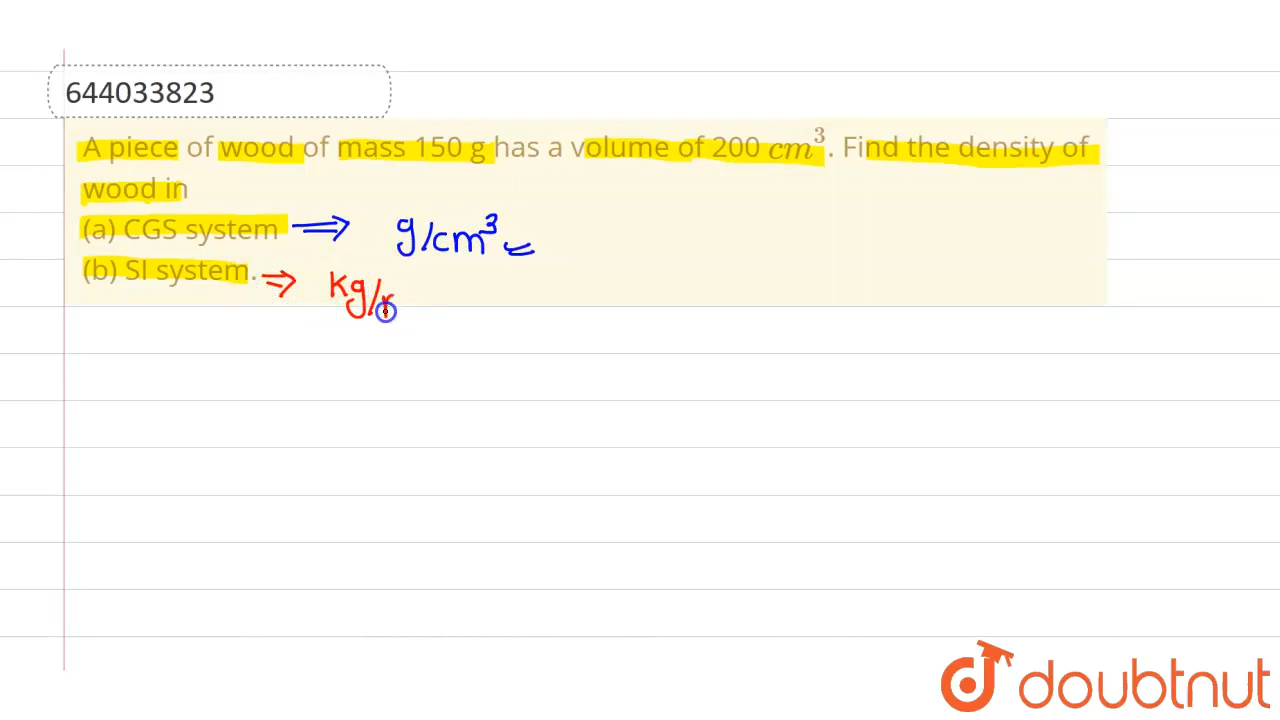 644033823
A piece of wood of mass 150 g has a volume of 200 cm³. Find the density of
wood in
(a) CGS system ⇒ g/cm³
(b) SI system. ⇒ kg/
doubtnut